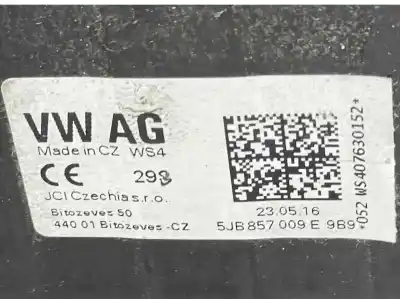 VW AG
Made in CZ WS4
CE 298
JCI Czechia s.r.o.
Bitozeves 50
440 01 Bitozeves -CZ
23.05.16
5JB 857 009 E 9B9
-052 WS407630152*